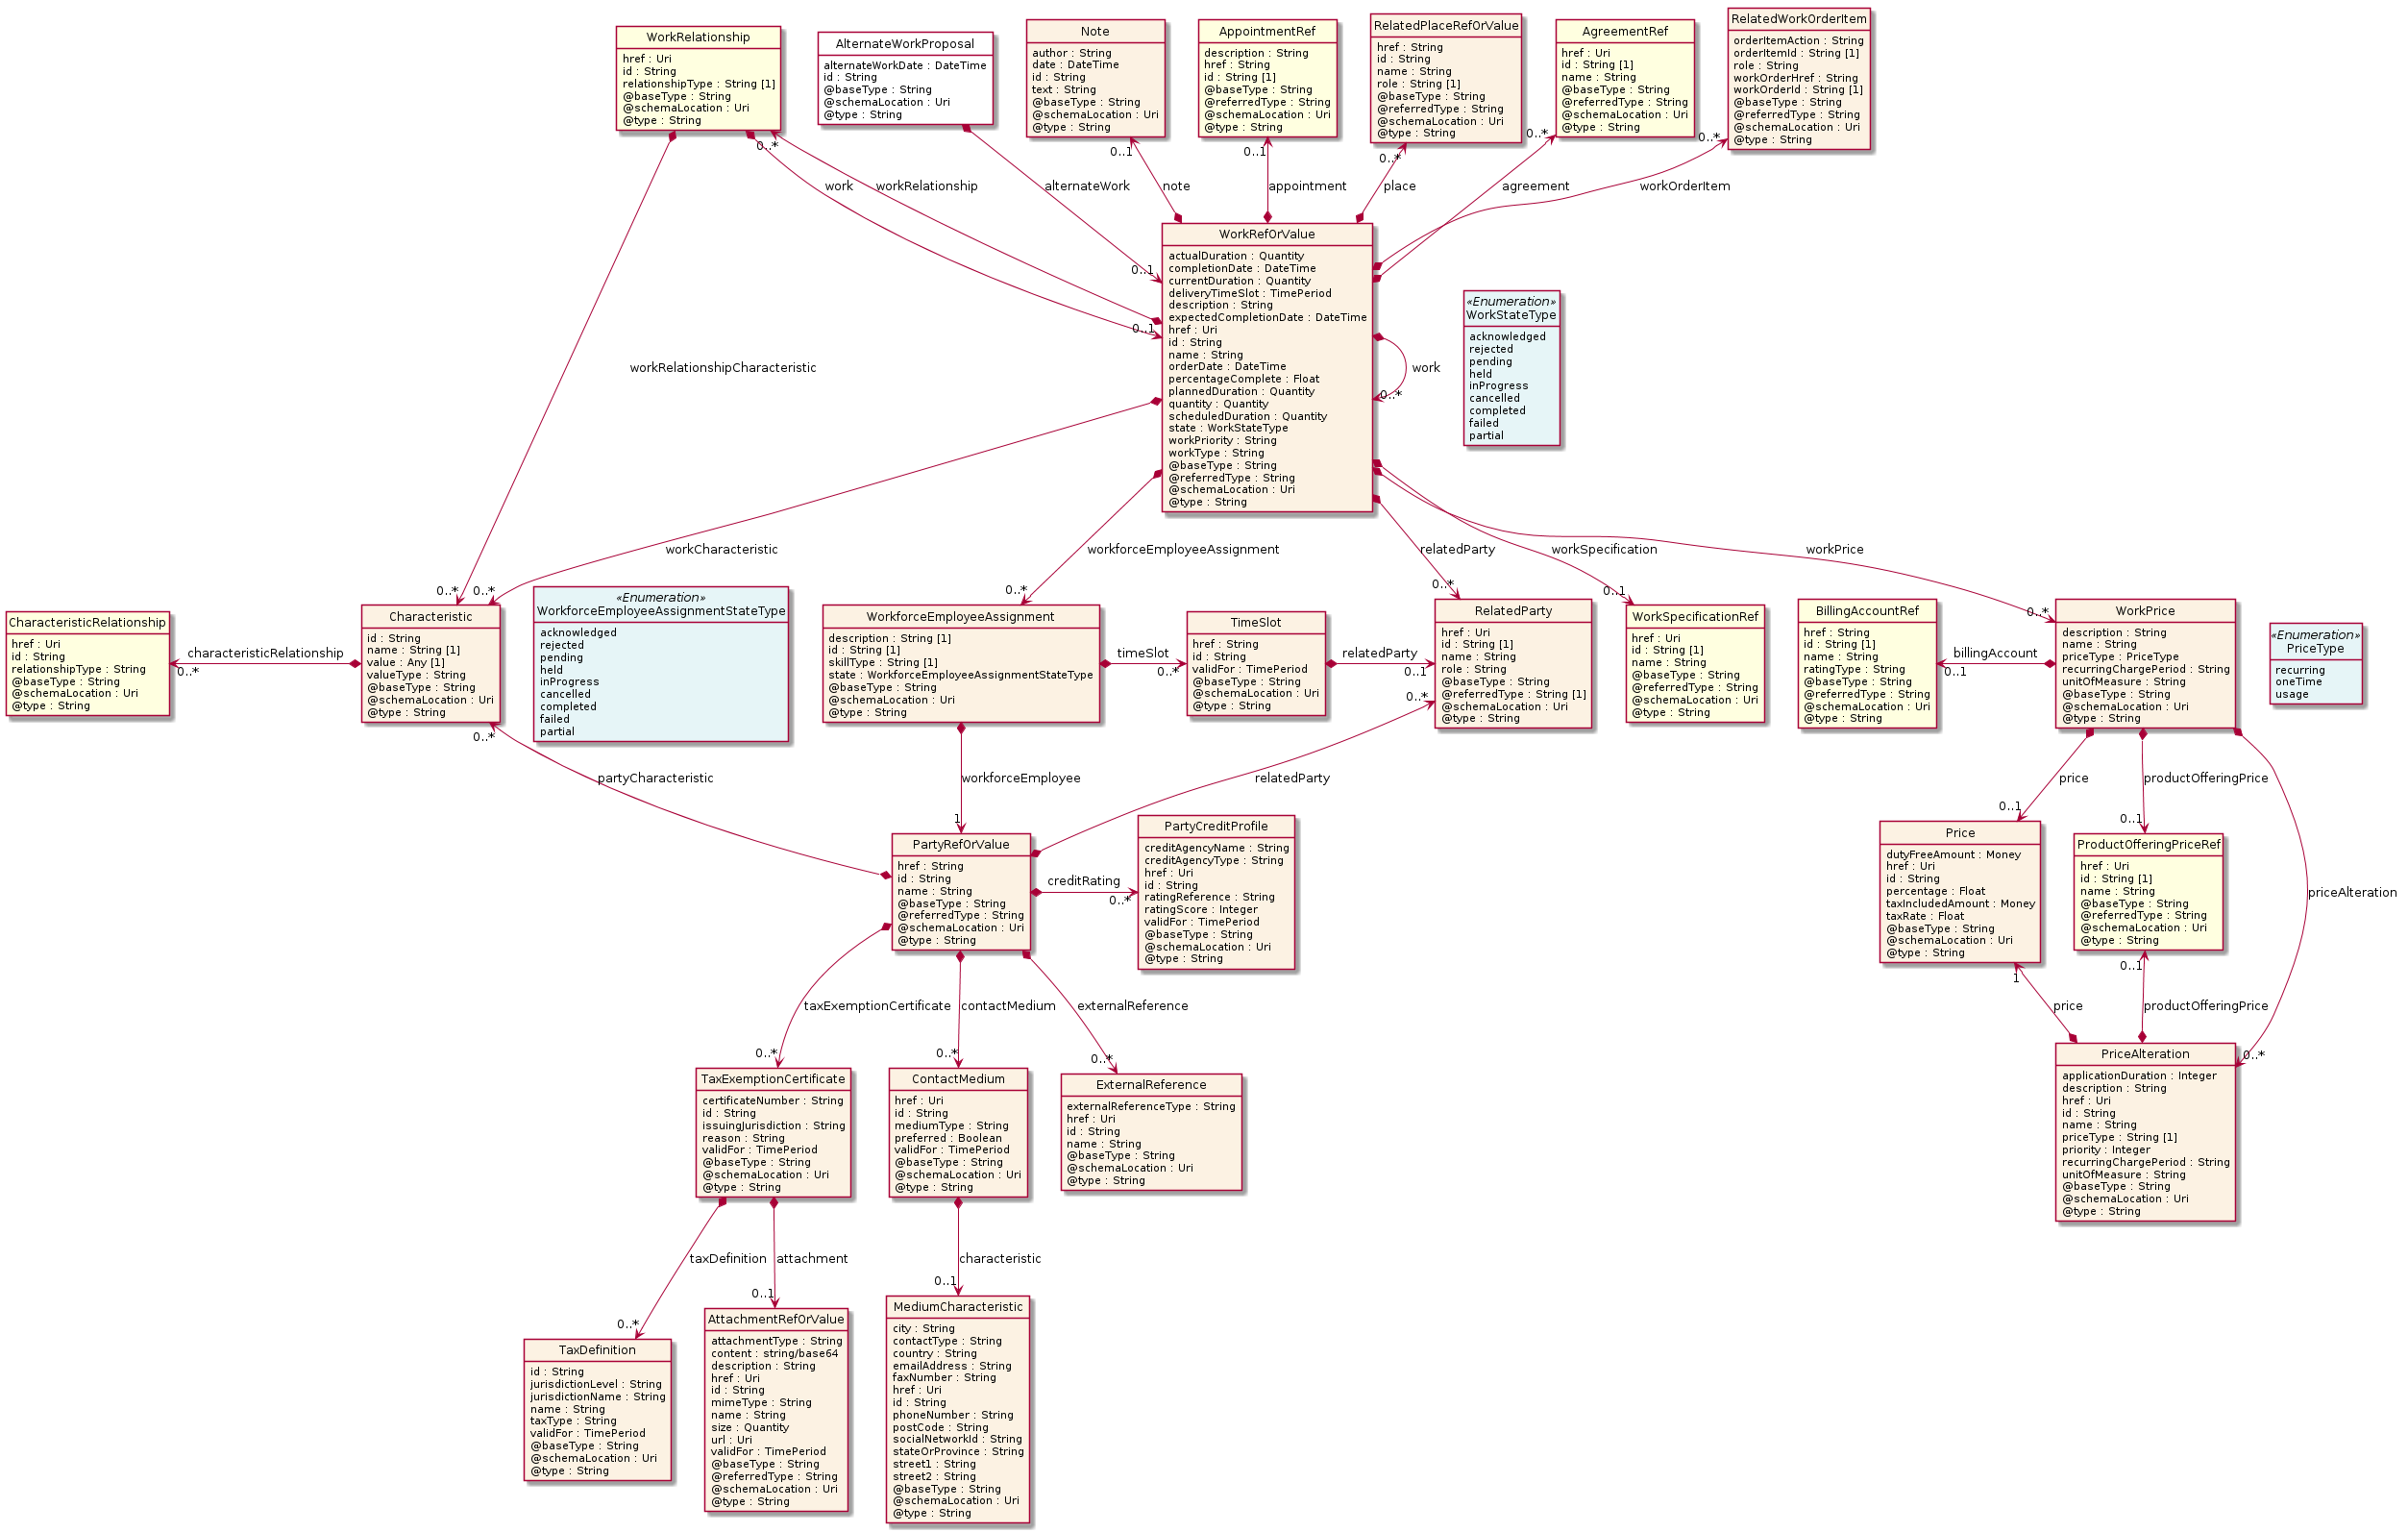 WorkRelationship
href : Uri
id : String
relationshipType : String [1]
@baseType : String
@schemaLocation : Uri
@type : String
AlternateWorkProposal
alternateWorkDate : DateTime
id : String
@baseType : String
@schemaLocation : Uri
@type : String
Note
author : String
date : DateTime
id : String
text : String
@baseType : String
@schemaLocation : Uri
@type : String
AppointmentRef
description : String
href : String
id : String [1]
@baseType : String
@referredType : String
@schemaLocation : Uri
@type : String
RelatedPlaceRefOrValue
href : String
id : String
name : String
role : String [1]
@baseType : String
@referredType : String
@schemaLocation : Uri
@type : String
AgreementRef
href : Uri
id : String [1]
name : String
@baseType : String
@referredType : String
@schemaLocation : Uri
@type : String
RelatedWorkOrderItem
orderItemAction : String
orderItemId : String [1]
role : String
workOrderHref : String
workOrderId : String [1]
@baseType : String
@referredType : String
@schemaLocation : Uri
@type : String
0..*
0..1
0..1
0..*
0..*
0..*
work
workRelationship
alternateWork
note
appointment
place
agreement
workOrderItem
0..1
0..1
WorkRefOrValue
actualDuration : Quantity
completionDate : DateTime
currentDuration : Quantity
deliveryTimeSlot : TimePeriod
description : String
expectedCompletionDate : DateTime
href : Uri
id : String
name : String
orderDate : DateTime
percentageComplete : Float
plannedDuration : Quantity
quantity : Quantity
scheduledDuration : Quantity
state : WorkStateType
workPriority : String
workType : String
@baseType : String
@referredType : String
@schemaLocation : Uri
@type : String
work
0..*
«Enumeration»
WorkStateType
acknowledged
rejected
pending
held
inProgress
cancelled
completed
failed
partial
workRelationshipCharacteristic
workCharacteristic
workforceEmployeeAssignment
relatedParty
workSpecification
workPrice
0..*
0..*
0..*
0..*
0..1
0..*
CharacteristicRelationship
href : Uri
id : String
relationshipType : String
@baseType : String
@schemaLocation : Uri
@type : String
characteristicRelationship
0..*
Characteristic
id : String
name : String [1]
value : Any [1]
valueType : String
@baseType : String
@schemaLocation : Uri
@type : String
«Enumeration»
WorkforceEmployeeAssignmentStateType
acknowledged
rejected
pending
held
inProgress
cancelled
completed
failed
partial
WorkforceEmployeeAssignment
description : String [1]
id : String [1]
skillType : String [1]
state : WorkforceEmployeeAssignmentStateType
@baseType : String
@schemaLocation : Uri
@type : String
timeSlot
0..*
TimeSlot
href : String
id : String
validFor : TimePeriod
@baseType : String
@schemaLocation : Uri
@type : String
relatedParty
0..1
0..*
RelatedParty
href : Uri
id : String [1]
name : String
role : String
@baseType : String
@referredType : String [1]
@schemaLocation : Uri
@type : String
WorkSpecificationRef
href : Uri
id : String [1]
name : String
@baseType : String
@referredType : String
@schemaLocation : Uri
@type : String
BillingAccountRef
href : String
id : String [1]
name : String
ratingType : String
@baseType : String
@referredType : String
@schemaLocation : Uri
@type : String
billingAccount
0..1
WorkPrice
description : String
name : String
priceType : PriceType
recurringChargePeriod : String
unitOfMeasure : String
@baseType : String
@schemaLocation : Uri
@type : String
«Enumeration»
PriceType
recurring
oneTime
usage
0..*
partyCharacteristic
workforceEmployee
relatedParty
price
productOfferingPrice
1
0..1
0..1
PartyRefOrValue
href : String
id : String
name : String
@baseType : String
@referredType : String
@schemaLocation : Uri
@type : String
creditRating
0..*
PartyCreditProfile
creditAgencyName : String
creditAgencyType : String
href : Uri
id : String
ratingReference : String
ratingScore : Integer
validFor : TimePeriod
@baseType : String
@schemaLocation : Uri
@type : String
Price
dutyFreeAmount : Money
href : Uri
id : String
percentage : Float
taxIncludedAmount : Money
taxRate : Float
@baseType : String
@schemaLocation : Uri
@type : String
ProductOfferingPriceRef
href : Uri
id : String [1]
name : String
@baseType : String
@referredType : String
@schemaLocation : Uri
@type : String
priceAlteration
1
0..1
taxExemptionCertificate
contactMedium
externalReference
price
productOfferingPrice
0..*
0..*
0..*
0..*
TaxExemptionCertificate
certificateNumber : String
id : String
issuingJurisdiction : String
reason : String
validFor : TimePeriod
@baseType : String
@schemaLocation : Uri
@type : String
ContactMedium
href : Uri
id : String
mediumType : String
preferred : Boolean
validFor : TimePeriod
@baseType : String
@schemaLocation : Uri
@type : String
ExternalReference
externalReferenceType : String
href : Uri
id : String
name : String
@baseType : String
@schemaLocation : Uri
@type : String
PriceAlteration
applicationDuration : Integer
description : String
href : Uri
id : String
name : String
priceType : String [1]
priority : Integer
recurringChargePeriod : String
unitOfMeasure : String
@baseType : String
@schemaLocation : Uri
@type : String
taxDefinition
attachment
characteristic
0..*
0..1
0..1
TaxDefinition
id : String
jurisdictionLevel : String
jurisdictionName : String
name : String
taxType : String
validFor : TimePeriod
@baseType : String
@schemaLocation : Uri
@type : String
AttachmentRefOrValue
attachmentType : String
content : string/base64
description : String
href : Uri
id : String
mimeType : String
name : String
size : Quantity
url : Uri
validFor : TimePeriod
@baseType : String
@referredType : String
@schemaLocation : Uri
@type : String
MediumCharacteristic
city : String
contactType : String
country : String
emailAddress : String
faxNumber : String
href : Uri
id : String
phoneNumber : String
postCode : String
socialNetworkId : String
stateOrProvince : String
street1 : String
street2 : String
@baseType : String
@schemaLocation : Uri
@type : String